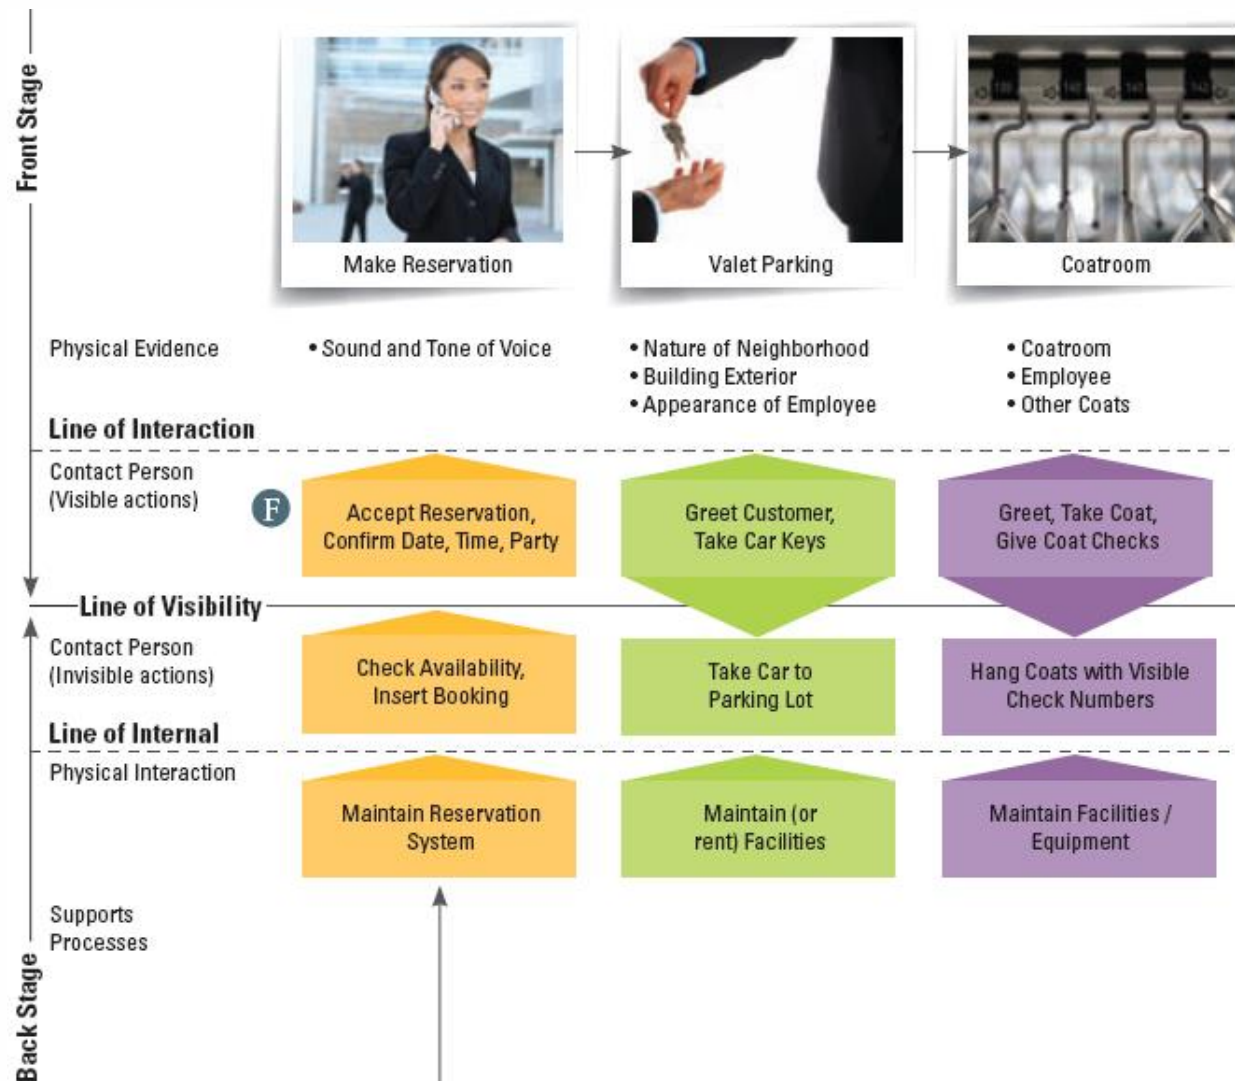 Front Stage
Make Reservation
Valet Parking
Coatroom
Physical Evidence
• Sound and Tone of Voice
• Nature of Neighborhood
• Building Exterior
• Appearance of Employee
• Coatroom
• Employee
• Other Coats
Line of Interaction
Contact Person
(Visible actions)
F
Accept Reservation,
Confirm Date, Time, Party
Greet Customer,
Take Car Keys
Greet, Take Coat,
Give Coat Checks
Line of Visibility
Contact Person
(Invisible actions)
Check Availability,
Insert Booking
Take Car to
Parking Lot
Hang Coats with Visible
Check Numbers
Line of Internal
Physical Interaction
Maintain Reservation
System
Maintain (or
rent) Facilities
Maintain Facilities /
Equipment
Supports
Processes
Back Stage